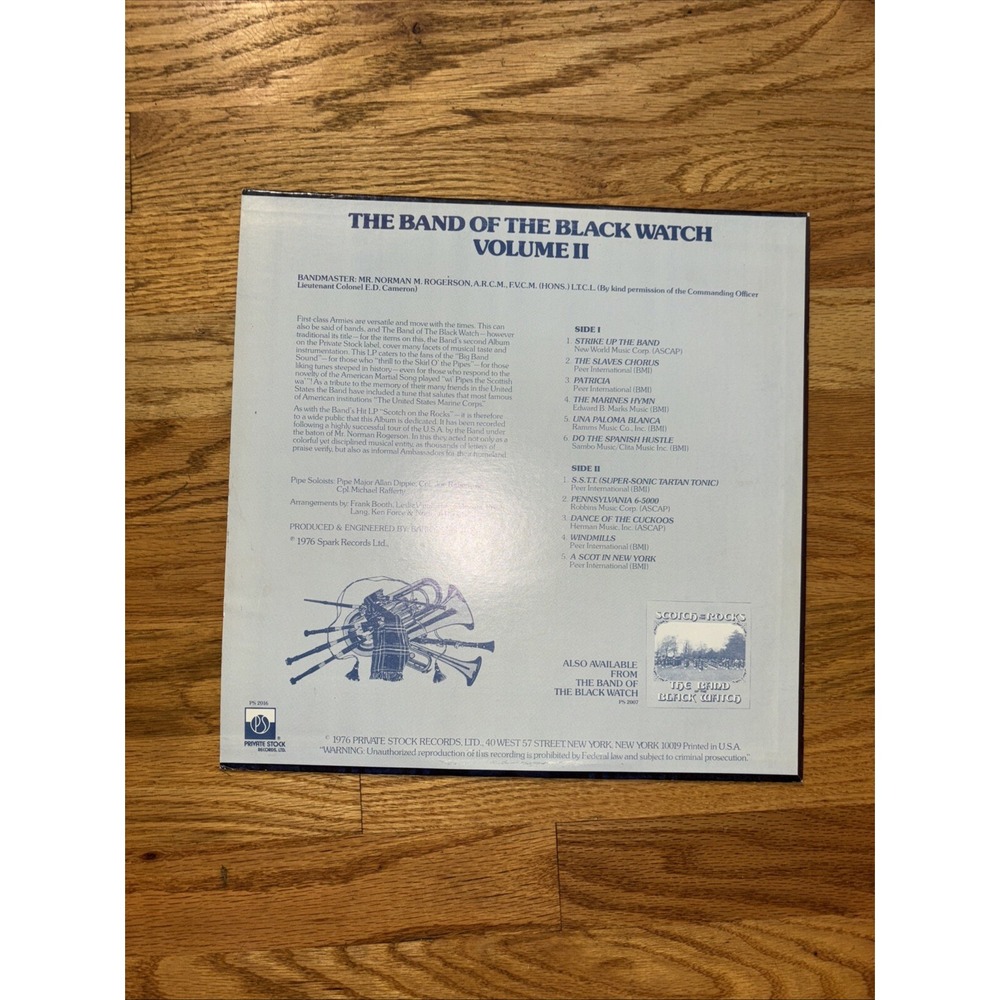 THE BAND OF THE BLACK WATCH
VOLUME II
BANDMASTER: MR. NORMAN M. ROGERSON, A.R.C.M., F.V.C.M. (HONS.) L.T.C.L. (By kind permission of the Commanding Officer
Lieutenant Colonel E.D. Cameron)
First-class Armies are versatile and move with the times. This can
also be said of bands, and The Band of The Black Watch—however
traditional its title—for the items on this, the Band's second Album
on the Private Stock label, cover many facets of musical taste and
instrumentation. This LP caters to the fans of the "Big Band
Sound"—for those who "thrill to the Skirl O' the Pipes"—for those
liking tunes steeped in history—even for those who respond to the
novelty of the American Martial Song played "wi' Pipes the Scottish
wa'"! As a tribute to the memory of their many friends in the United
States the Band have included a tune that salutes that most famous
of American institutions "The United States Marine Corps."
As with the Band's Hit LP "Scotch on the Rocks"—it is therefore
to a wide public that this Album is dedicated. It has been recorded
following a highly successful tour of the U.S.A. by the Band under
the baton of Mr. Norman Rogerson. In this they acted not only as a
colorful yet disciplined musical entity, as thousands of letters of
praise verify, but also as informal Ambassadors for their homeland.
Pipe Soloists: Pipe Major Allan Dippie,
Cpl. Michael Rafferty
Arrangements by: Frank Booth,
Lang, Ken
PRODUCED & ENGINEERED BY:
℗ 1976 Spark Records Ltd.
SIDE I
1. STRIKE UP THE BAND
New World Music Corp. (ASCAP)
2. THE SLAVES CHORUS
Peer International (BMI)
3. PATRICIA
Peer International (BMI)
4. THE MARINES HYMN
Edward B. Marks Music (BMI)
5. UNA PALOMA BLANCA
Ramms Music Co., Inc. (BMI)
6. DO THE SPANISH HUSTLE
Sambo Music/Clita Music Inc. (BMI)
SIDE II
1. S.S.T.T. (SUPER-SONIC TARTAN TONIC)
Peer International (BMI)
2. PENNSYLVANIA 6-5000
Robbins Music Corp. (ASCAP)
3. DANCE OF THE CUCKOOS
Herman Music, Inc. (ASCAP)
4. WINDMILLS
Peer International (BMI)
5. A SCOT IN NEW YORK
Peer International (BMI)
ALSO AVAILABLE
FROM
THE BAND OF
THE BLACK WATCH
PS 2007
SCOTCH ON THE ROCKS
THE BAND
OF THE
BLACK WATCH
PS 2016
PS
PRIVATE STOCK
RECORDS, LTD.
© 1976 PRIVATE STOCK RECORDS, LTD., 40 WEST 57 STREET, NEW YORK, NEW YORK 10019 Printed in U.S.A.
"WARNING: Unauthorized reproduction of this recording is prohibited by Federal law and subject to criminal prosecution."